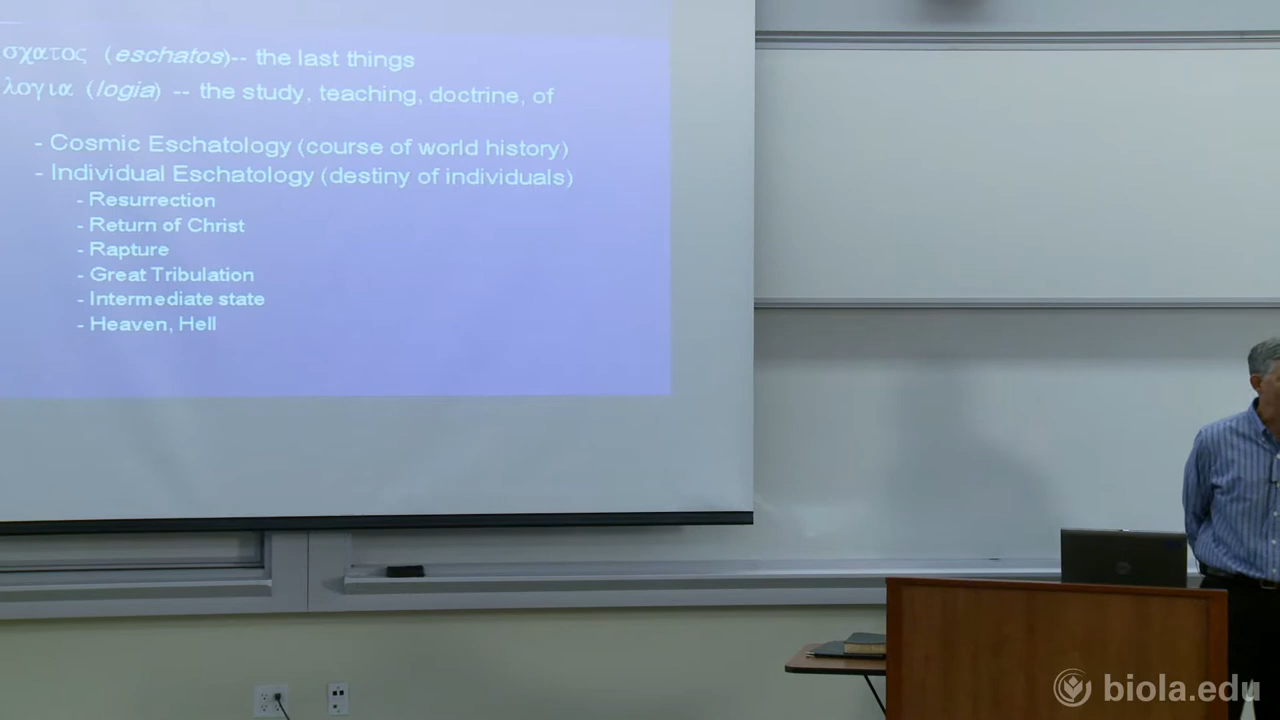 σχατος (eschatos)-- the last things
λογια (logia) -- the study, teaching, doctrine, of
- Cosmic Eschatology (course of world history)
- Individual Eschatology (destiny of individuals)
- Resurrection
- Return of Christ
- Rapture
- Great Tribulation
- Intermediate state
- Heaven, Hell
biola.edu